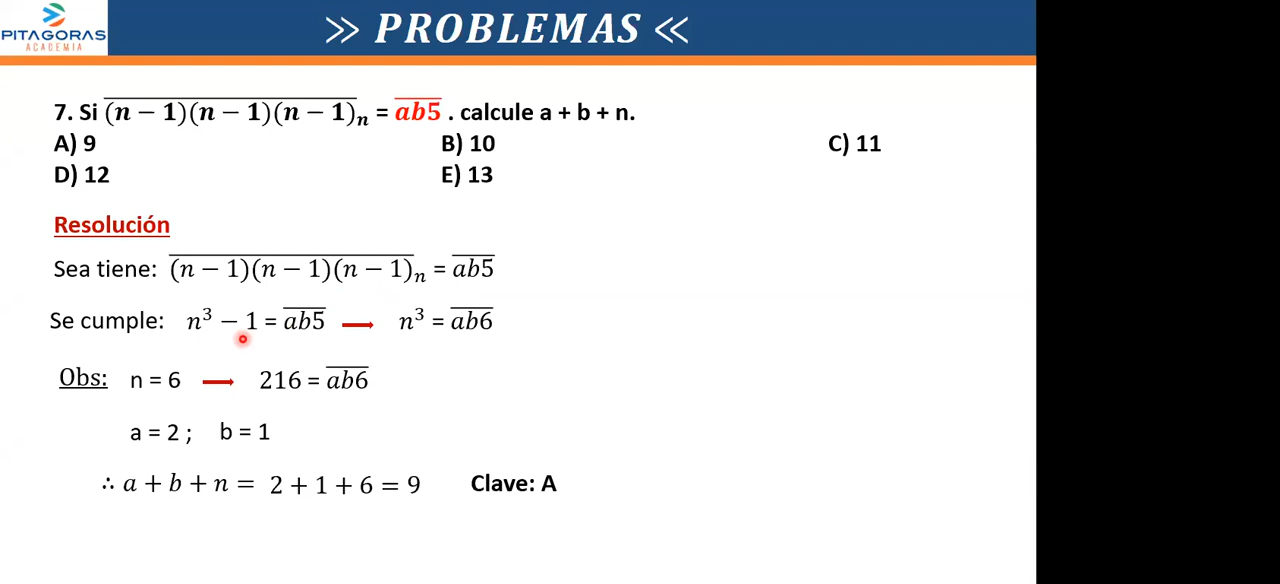 PITAGORAS
ACADEMIA
>> PROBLEMAS <<
7. Si (n − 1)(n − 1)(n − 1)ₙ = ab5 . calcule a + b + n.
A) 9 B) 10 C) 11
D) 12 E) 13
Resolución
Sea tiene: (n − 1)(n − 1)(n − 1)ₙ = ab5
Se cumple: n³ − 1 = ab5 → n³ = ab6
Obs: n = 6 → 216 = ab6
a = 2 ; b = 1
∴ a + b + n = 2 + 1 + 6 = 9 Clave: A